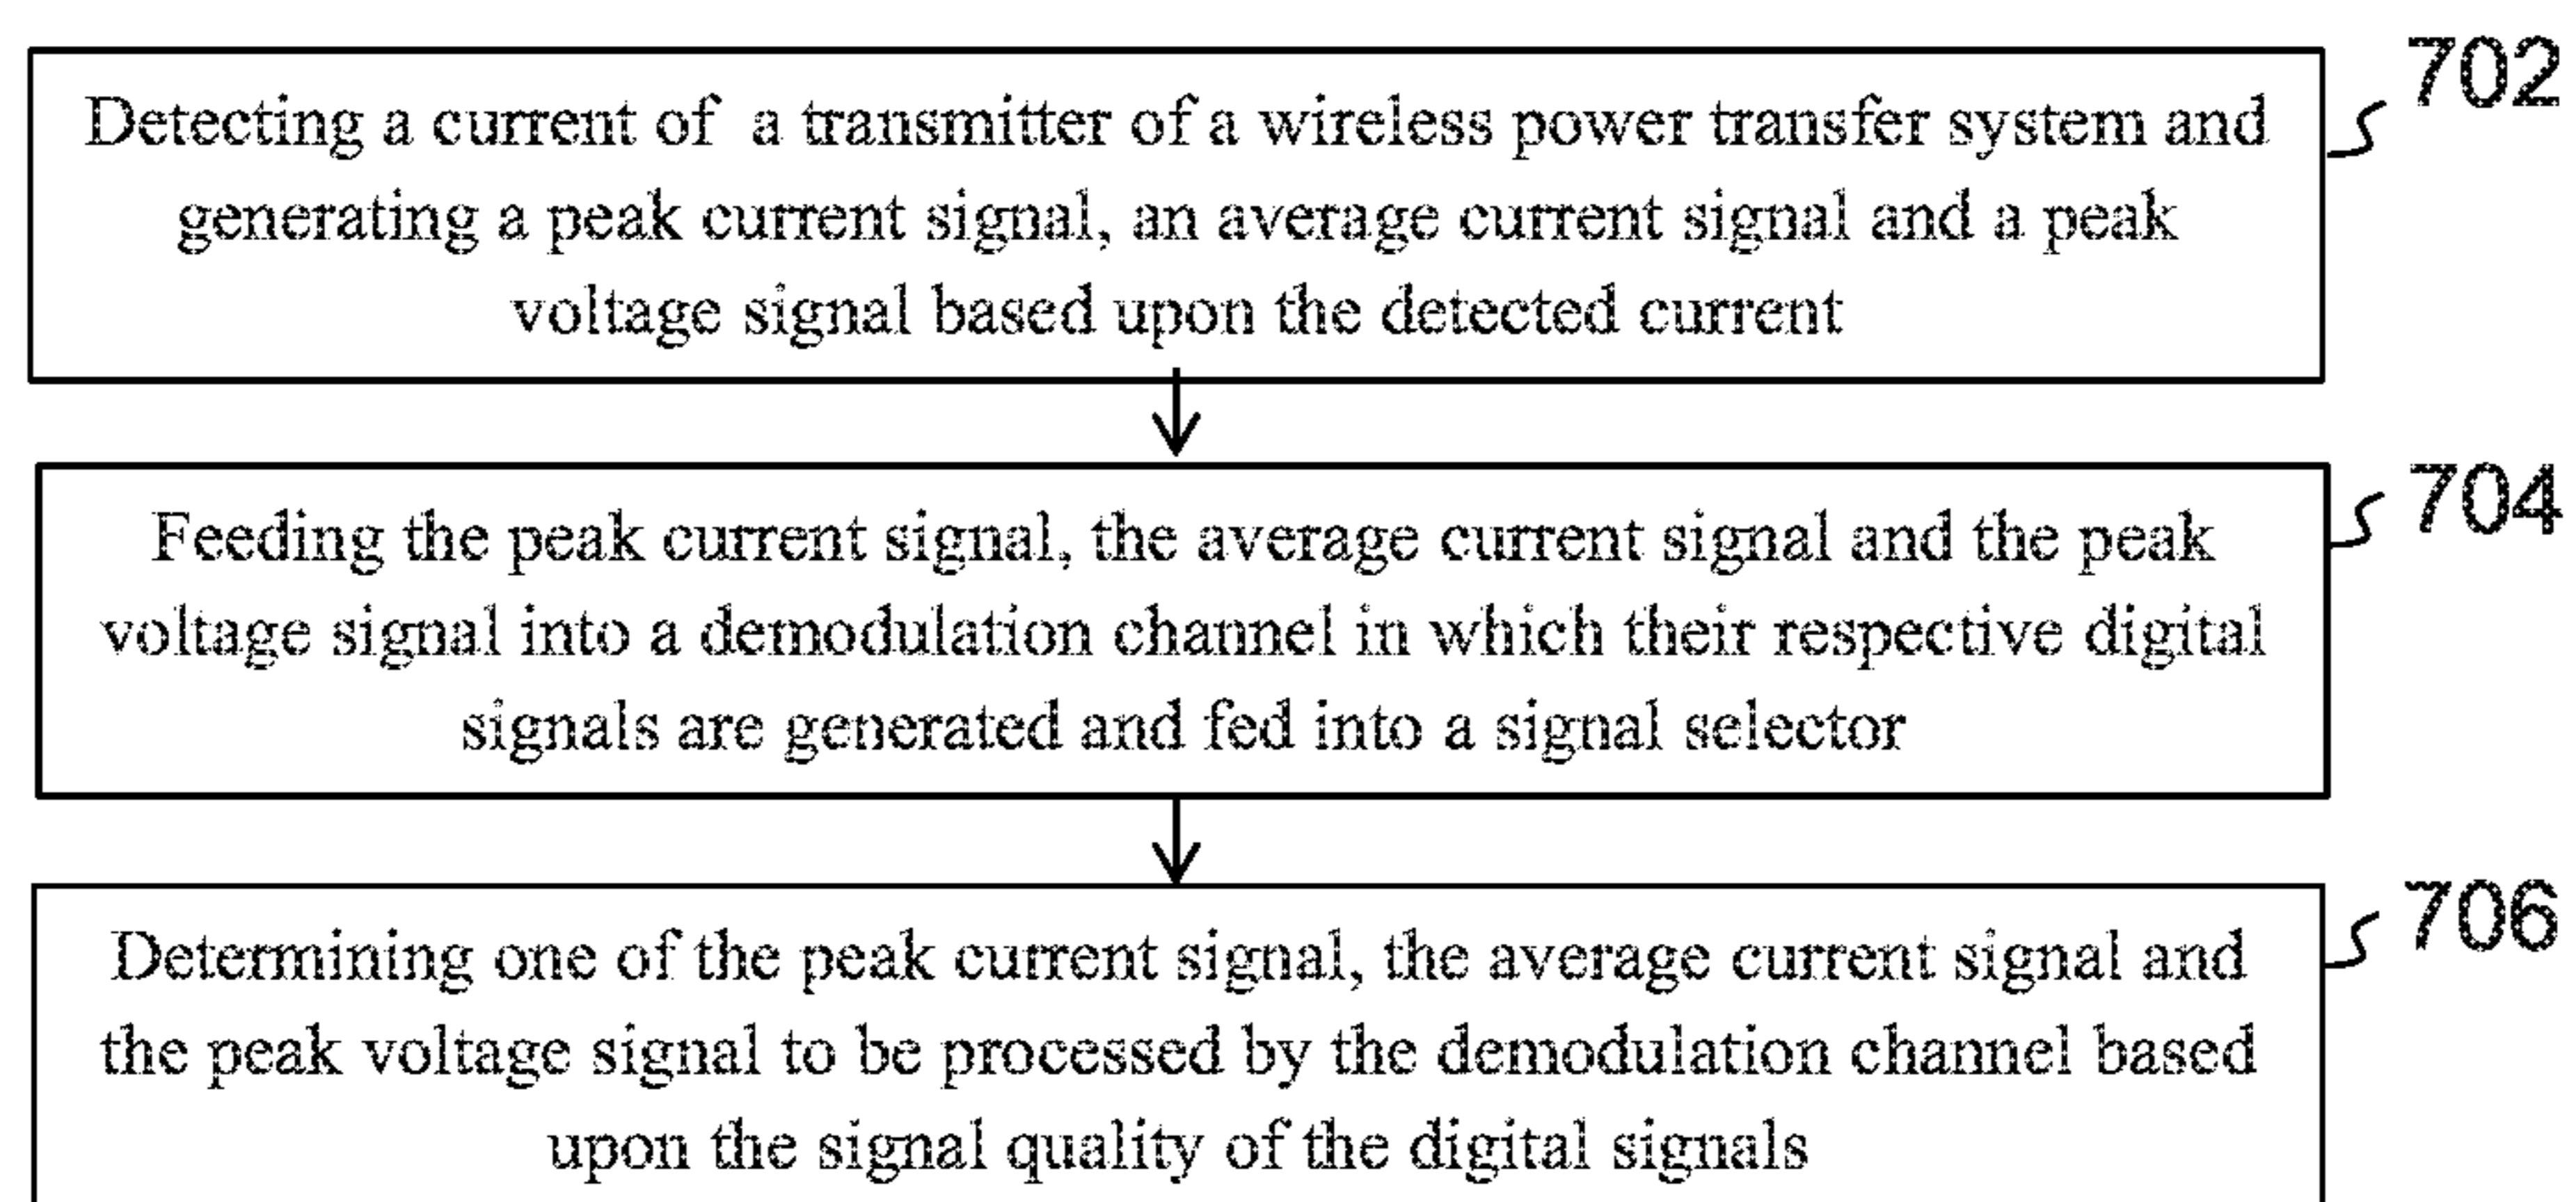 702
Detecting a current of a transmitter of a wireless power transfer system and
generating a peak current signal, an average current signal and a peak
voltage signal based upon the detected current
704
Feeding the peak current signal, the average current signal and the peak
voltage signal into a demodulation channel in which their respective digital
signals are generated and fed into a signal selector
706
Determining one of the peak current signal, the average current signal and
the peak voltage signal to be processed by the demodulation channel based
upon the signal quality of the digital signals